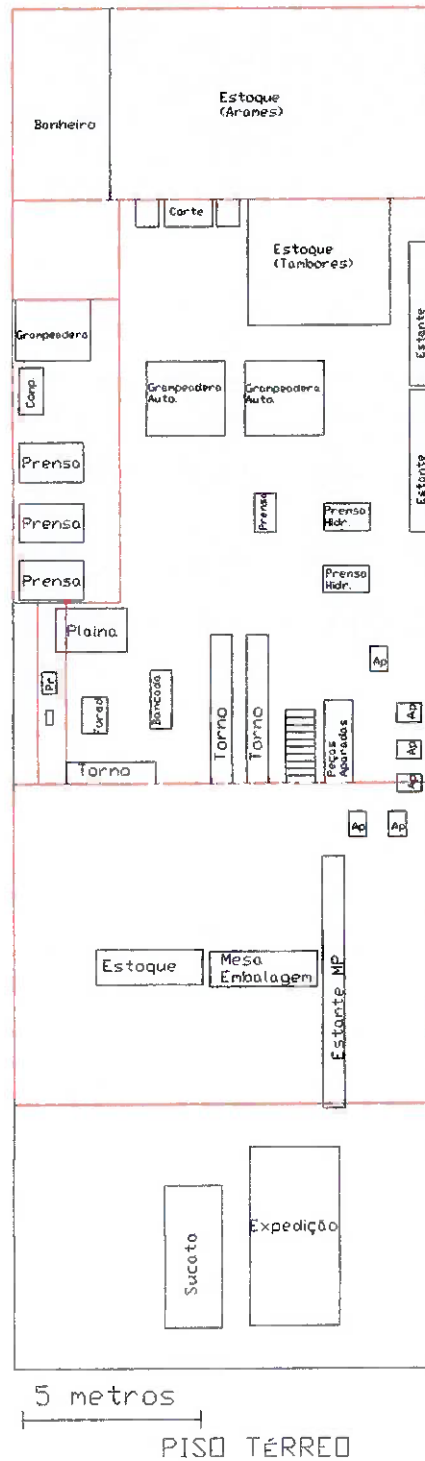 Estoque
(Arames)
Banheiro
Corte
Estoque
(Tambores)
Estante
Grampeadera
Grampeadera
Auto.
Grampeadera
Auto.
Comp.
Estante
Prensa
Prensa
Prensa
Hidr.
Prensa
Prensa
Prensa
Hidr.
Plaina
Ap
Pr
Furad
Bancada
Torno
Torno
Peças
Aparadas
Ap
Ap
Ap
Torno
Ap
Ap
Estoque
Mesa
Embalagem
Estante MP
Sucata
Expedição
5 metros
PISO TÉRREO